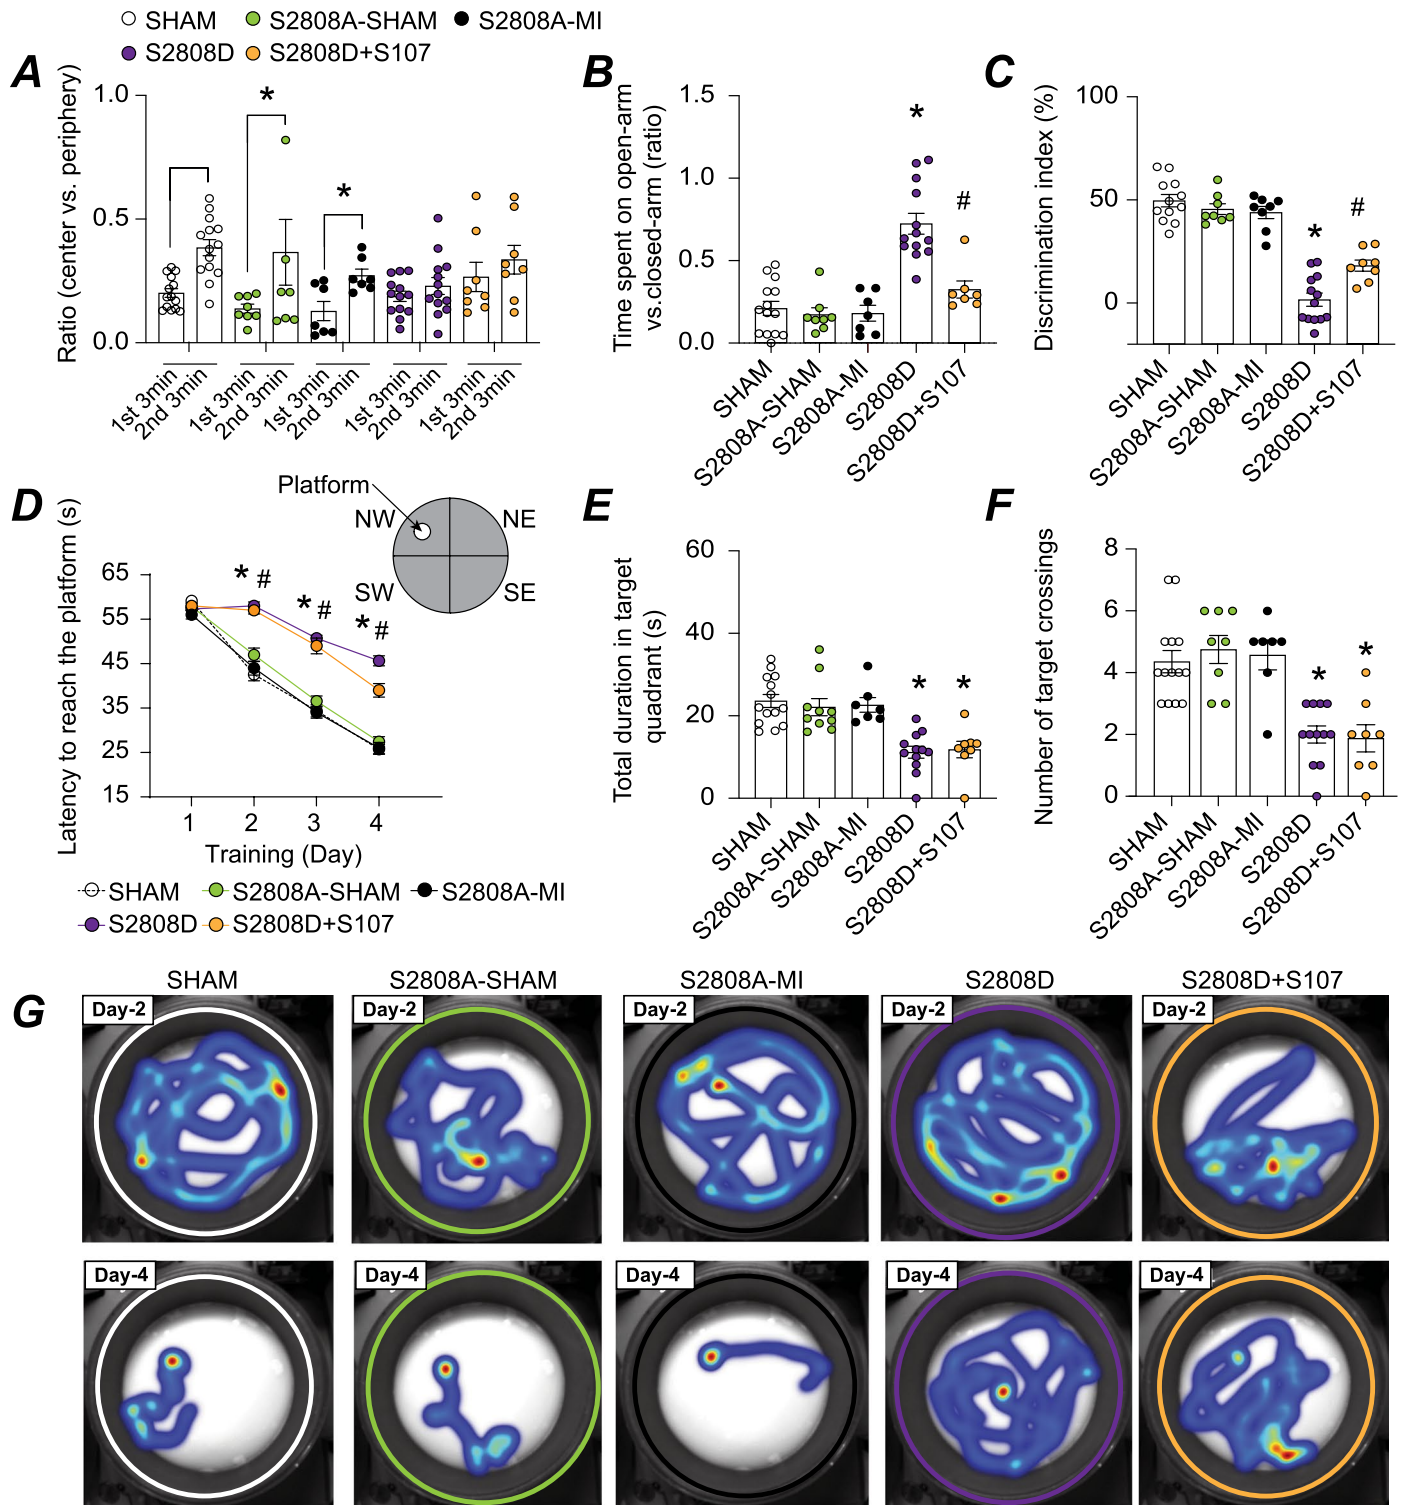 SHAM S2808A-SHAM S2808A-MI
S2808D S2808D+S107
A
Ratio (center vs. periphery)
1.0
0.5
0.0
*
*
1st 3min
2nd 3min
1st 3min
2nd 3min
1st 3min
2nd 3min
1st 3min
2nd 3min
1st 3min
2nd 3min
B
Time spent on open-arm
vs.closed-arm (ratio)
1.5
1.0
0.5
0.0
*
#
SHAM
S2808A-SHAM
S2808A-MI
S2808D
S2808D+S107
C
Discrimination index (%)
100
50
0
*
#
SHAM
S2808A-SHAM
S2808A-MI
S2808D
S2808D+S107
D
Latency to reach the platform (s)
65
55
45
35
25
15
* #
* #
* #
1 2 3 4
Training (Day)
Platform
NW NE
SW SE
SHAM S2808A-SHAM S2808A-MI
S2808D S2808D+S107
E
Total duration in target
quadrant (s)
60
40
20
0
*
*
SHAM
S2808A-SHAM
S2808A-MI
S2808D
S2808D+S107
F
Number of target crossings
8
6
4
2
0
*
*
SHAM
S2808A-SHAM
S2808A-MI
S2808D
S2808D+S107
G
SHAM S2808A-SHAM S2808A-MI S2808D S2808D+S107
Day-2 Day-2 Day-2 Day-2 Day-2
Day-4 Day-4 Day-4 Day-4 Day-4